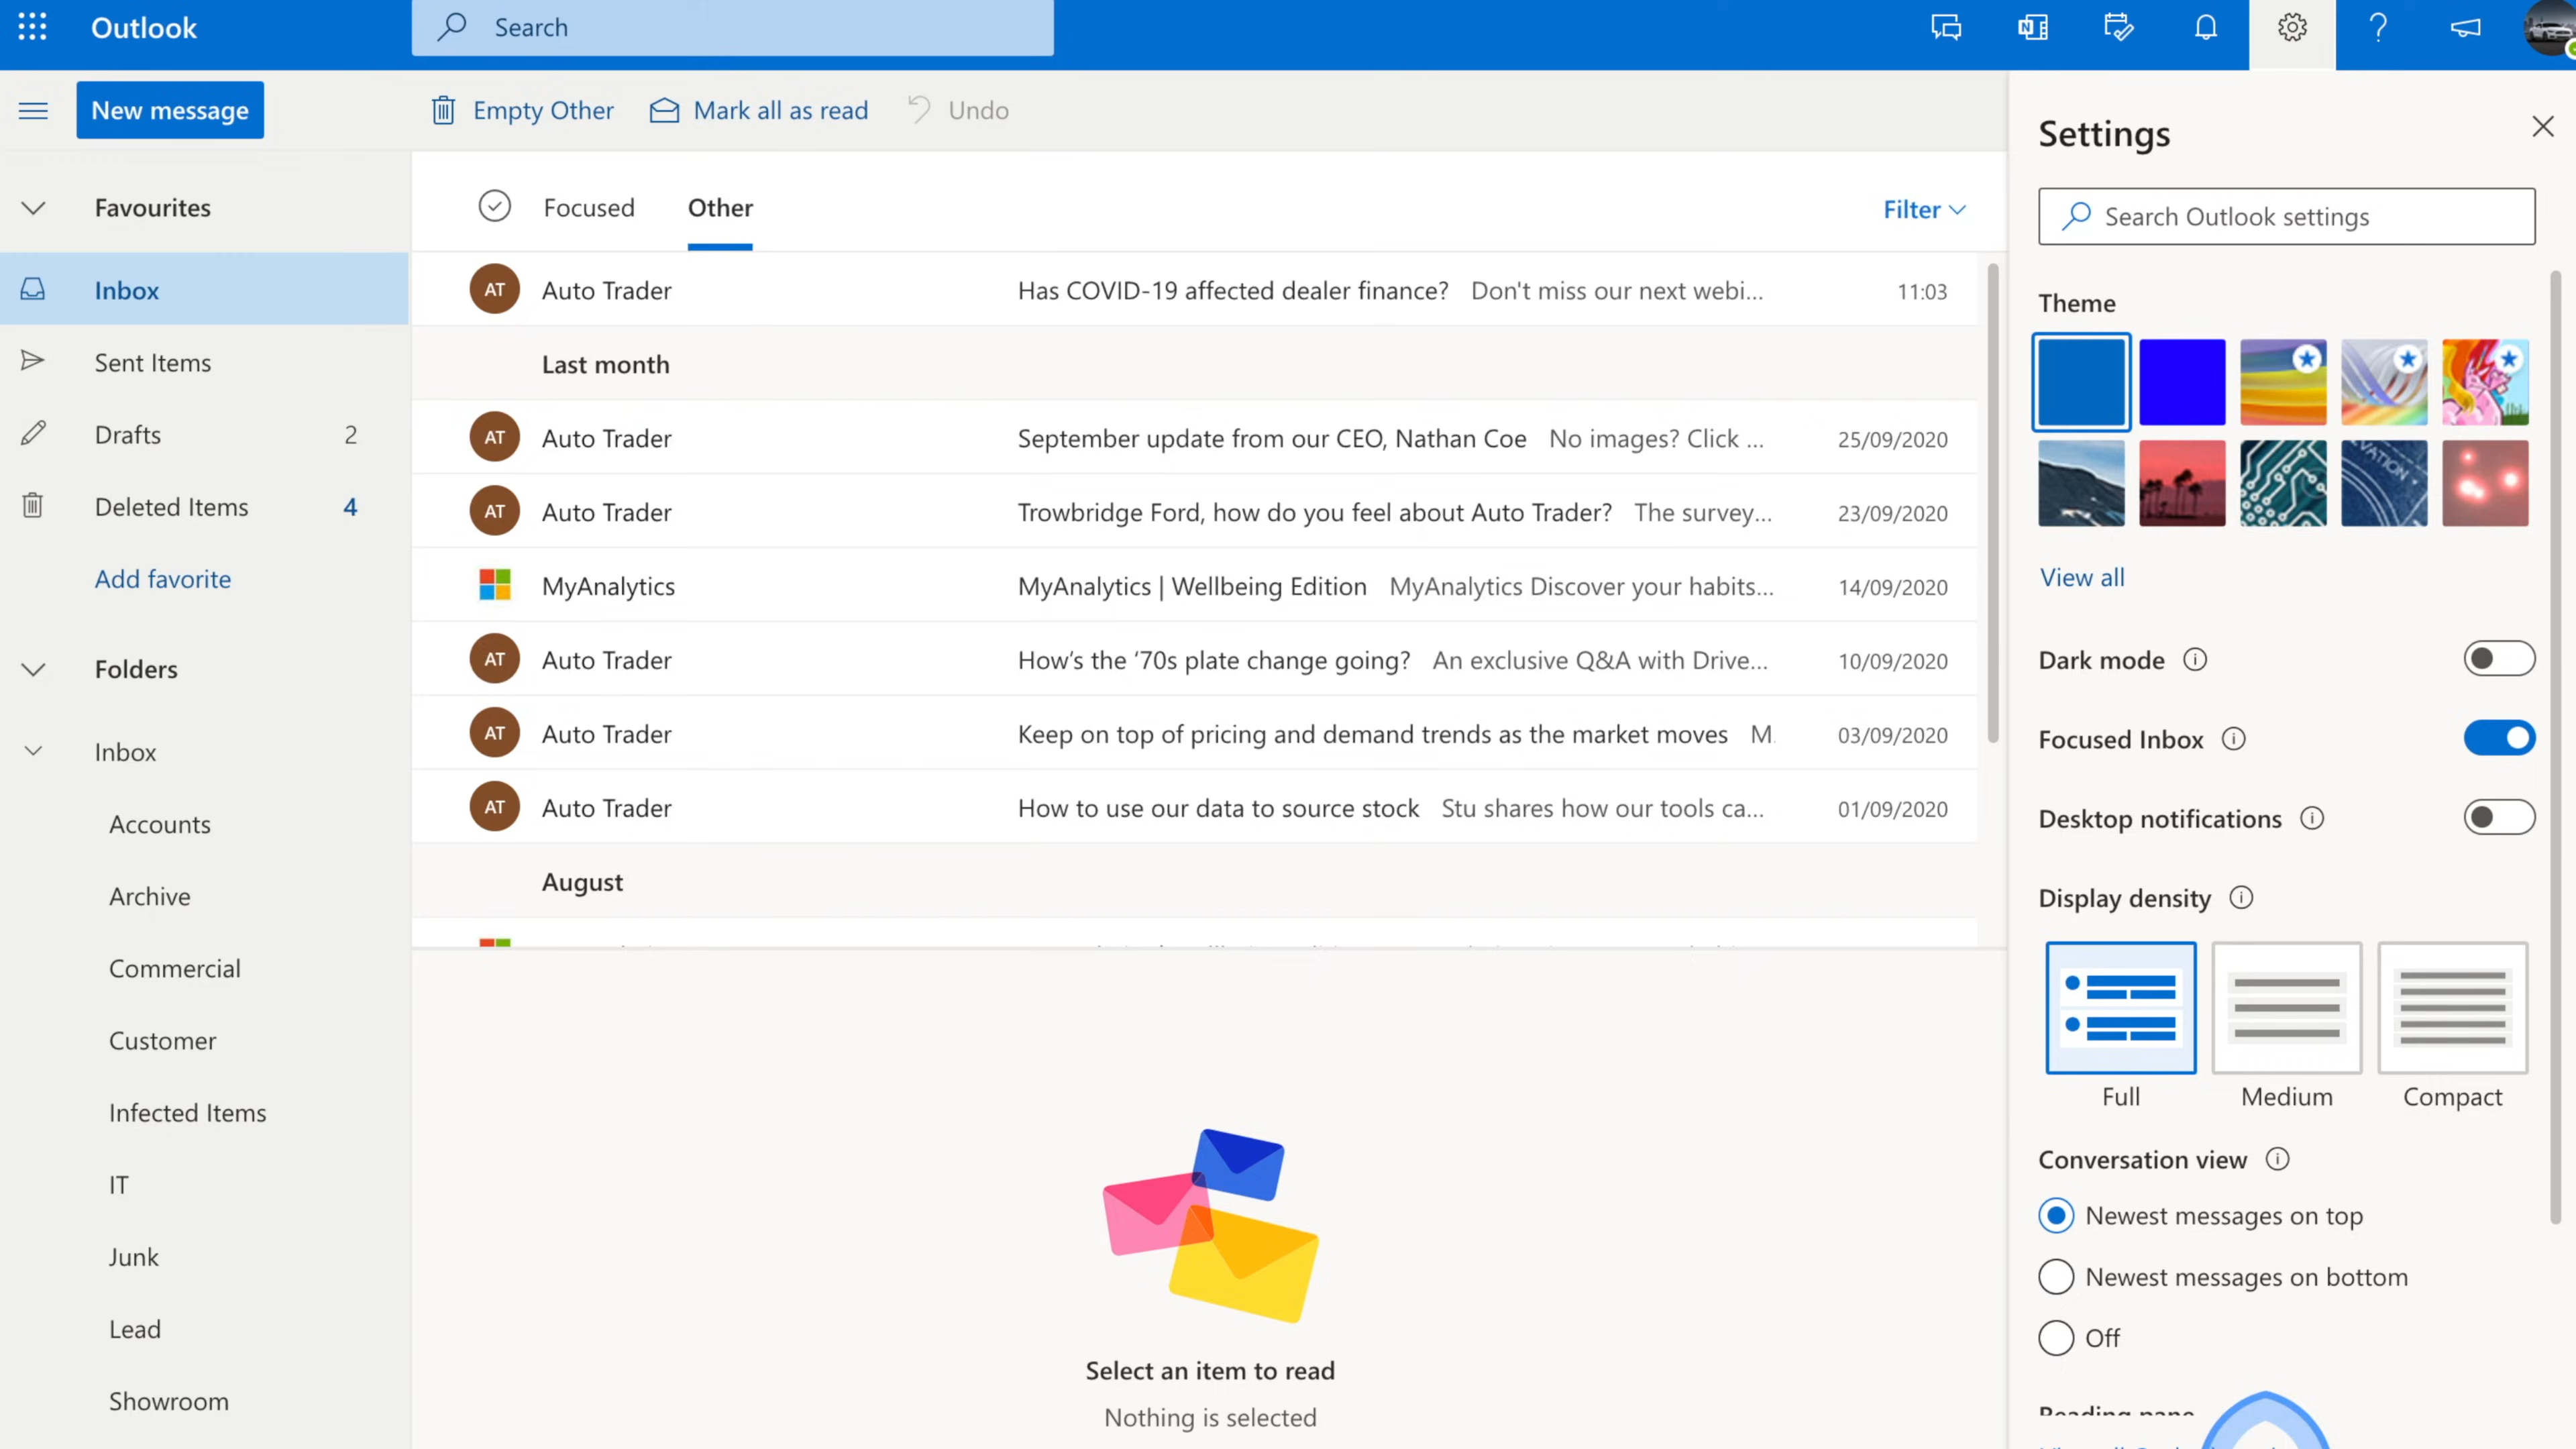 Outlook
Search
New message
Empty Other
Mark all as read
Undo
Favourites
Inbox
Sent Items
Drafts 2
Deleted Items 4
Add favorite
Folders
Inbox
Accounts
Archive
Commercial
Customer
Infected Items
IT
Junk
Lead
Showroom
Focused Other Filter
AT Auto Trader Has COVID-19 affected dealer finance? Don't miss our next webi... 11:03
Last month
AT Auto Trader September update from our CEO, Nathan Coe No images? Click ... 25/09/2020
AT Auto Trader Trowbridge Ford, how do you feel about Auto Trader? The survey... 23/09/2020
MyAnalytics MyAnalytics | Wellbeing Edition MyAnalytics Discover your habits... 14/09/2020
AT Auto Trader How's the ‘70s plate change going? An exclusive Q&A with Drive... 10/09/2020
AT Auto Trader Keep on top of pricing and demand trends as the market moves M 03/09/2020
AT Auto Trader How to use our data to source stock Stu shares how our tools ca... 01/09/2020
August
Select an item to read
Nothing is selected
Settings
Search Outlook settings
Theme
View all
Dark mode
Focused Inbox
Desktop notifications
Display density
Full Medium Compact
Conversation view
Newest messages on top
Newest messages on bottom
Off
Reading pane